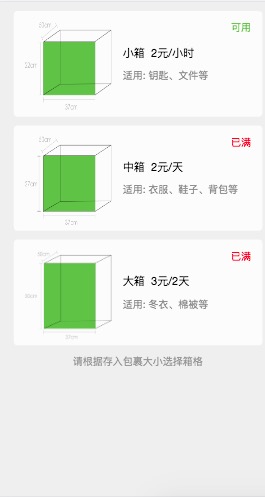 可用
小箱 2元/小时
适用: 钥匙、文件等
37cm
已满
中箱 2元/天
适用: 衣服、鞋子、背包等
37cm
已满
大箱 3元/2天
适用: 冬衣、棉被等
请根据存入包裹大小选择箱格